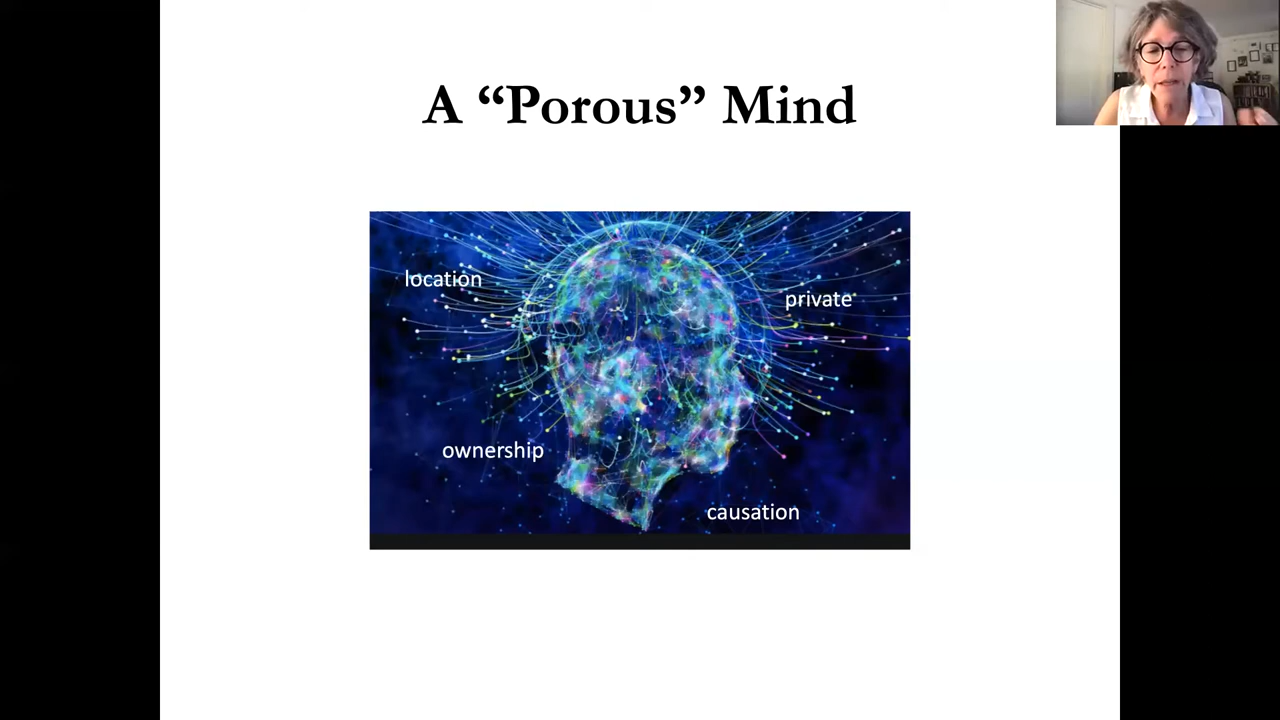 A “Porous” Mind
location
private
ownership
causation